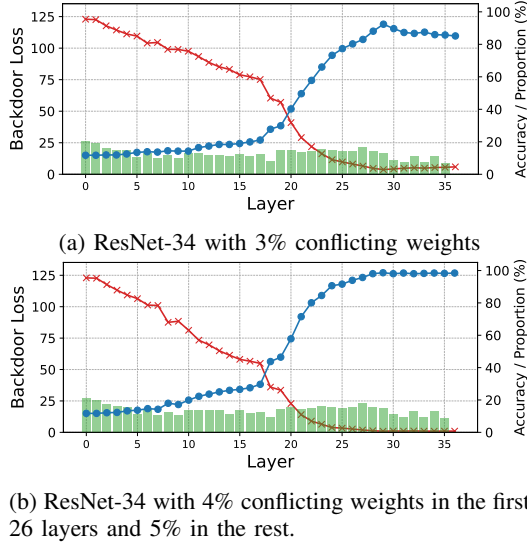 125
100
75
50
25
0
Backdoor Loss
100
80
60
40
20
0
Accuracy / Proportion (%)
0 5 10 15 20 25 30 35
Layer
(a) ResNet-34 with 3% conflicting weights
125
100
75
50
25
0
Backdoor Loss
100
80
60
40
20
0
Accuracy / Proportion (%)
0 5 10 15 20 25 30 35
Layer
(b) ResNet-34 with 4% conflicting weights in the first
26 layers and 5% in the rest.